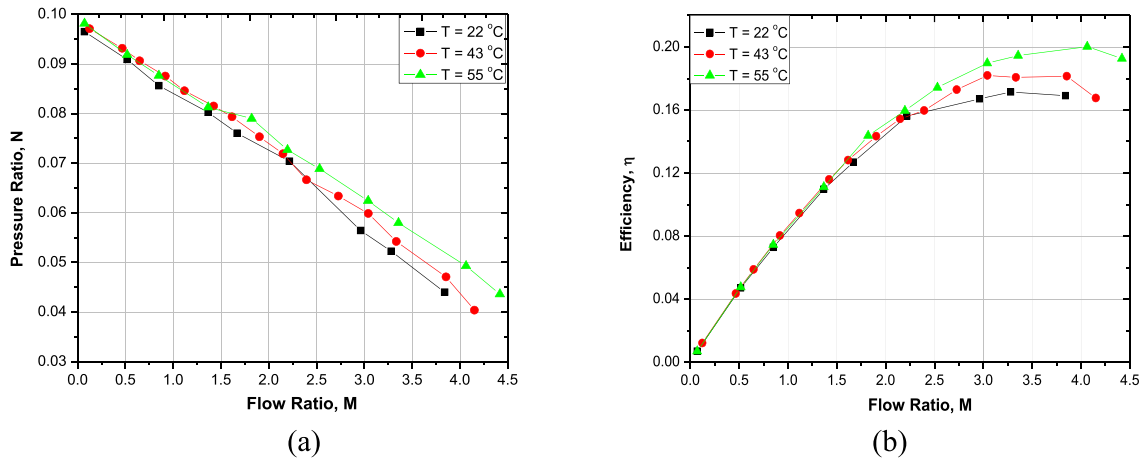 0.10
0.09
0.08
0.07
0.06
0.05
0.04
0.03
Pressure Ratio, N
T = 22 °C
T = 43 °C
T = 55 °C
0.0 0.5 1.0 1.5 2.0 2.5 3.0 3.5 4.0 4.5
Flow Ratio, M
(a)
0.20
0.16
0.12
0.08
0.04
0.00
Efficiency, η
T = 22 °C
T = 43 °C
T = 55 °C
0.0 0.5 1.0 1.5 2.0 2.5 3.0 3.5 4.0 4.5
Flow Ratio, M
(b)